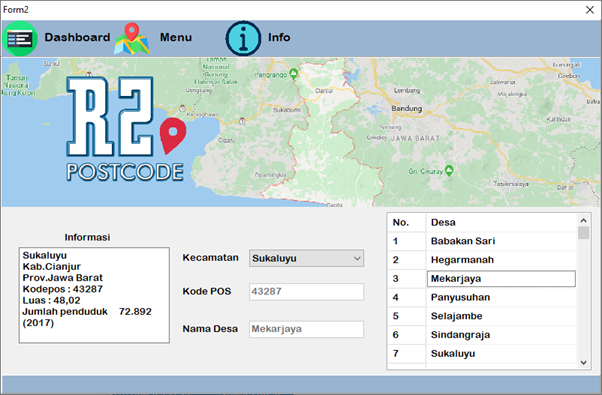 Form2
Dashboard
Menu
Info
Taman
Nasional
Ujung Kulon
Taman Nasional
Gunung
Halimun Salak
Pangrango
Cianjur
Sukabumi
Cikaru
Lembang
Bandung
Ciwidey
JAWA BARAT
Gn. Cikuray
Tasikmalaya
R2
POSTCODE
Informasi
Sukaluyu
Kab.Cianjur
Prov.Jawa Barat
Kodepos : 43287
Luas : 48,02
Jumlah penduduk 72.892
(2017)
Kecamatan
Sukaluyu
Kode POS
43287
Nama Desa
Mekarjaya
No. Desa
1 Babakan Sari
2 Hegarmanah
3 Mekarjaya
4 Panyusuhan
5 Selajambe
6 Sindangraja
7 Sukaluyu